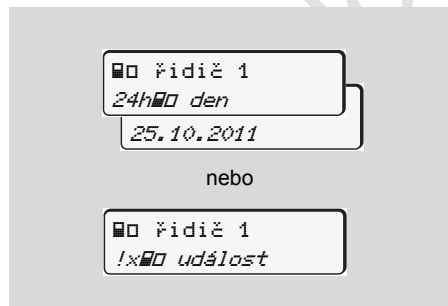 řidič 1
24h den
25.10.2011
nebo
řidič 1
!x událost